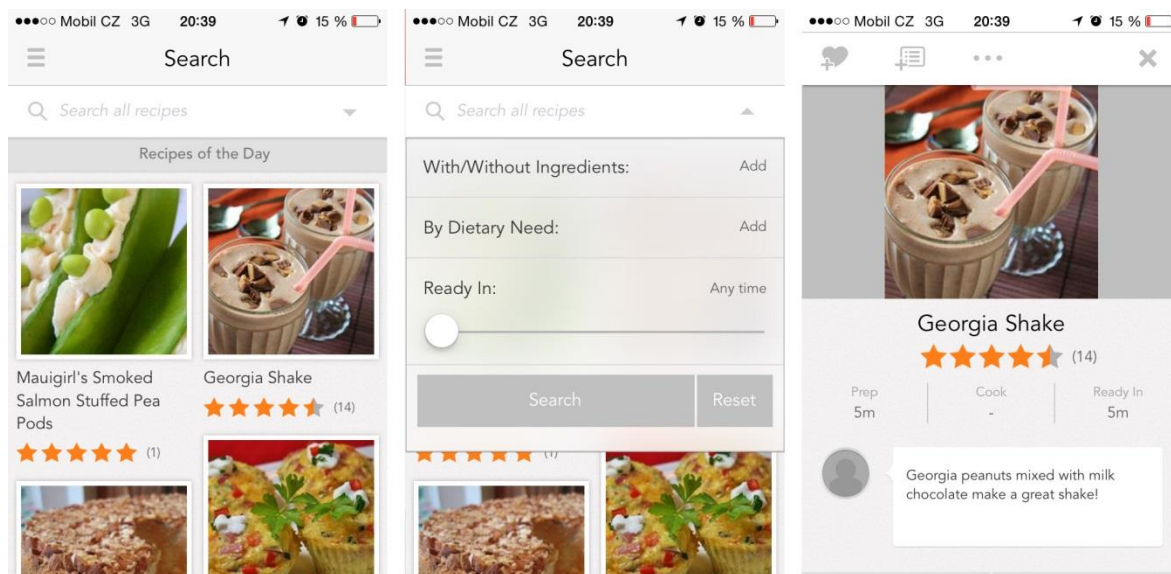 Mobil CZ 3G 20:39 15 %
Search
Search all recipes
Recipes of the Day
Mauigirl's Smoked
Salmon Stuffed Pea
Pods
(1)
Georgia Shake
(14)
Mobil CZ 3G 20:39 15 %
Search
Search all recipes
With/Without Ingredients: Add
By Dietary Need: Add
Ready In: Any time
Search Reset
(1)
Mobil CZ 3G 20:39 15 %
Georgia Shake
(14)
Prep Cook Ready In
5m - 5m
Georgia peanuts mixed with milk
chocolate make a great shake!